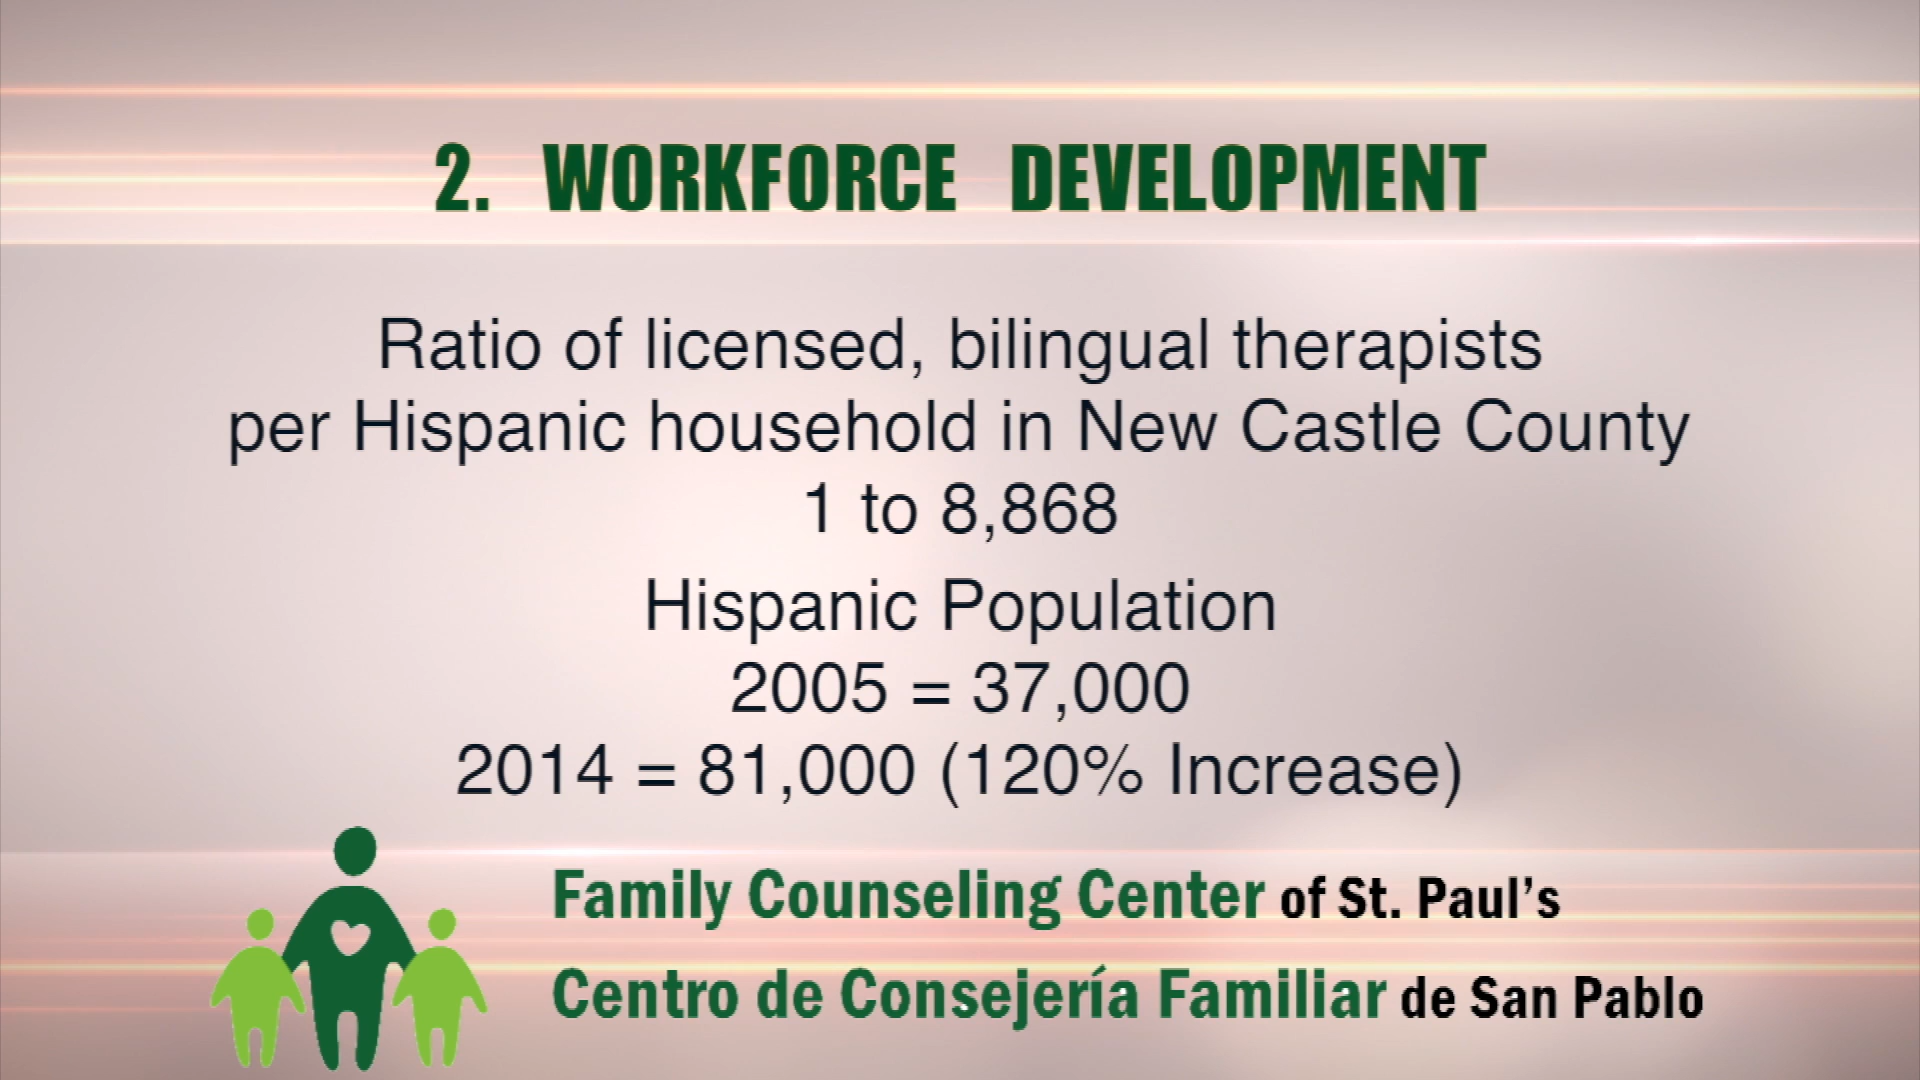 2. WORKFORCE DEVELOPMENT
Ratio of licensed, bilingual therapists
per Hispanic household in New Castle County
1 to 8,868
Hispanic Population
2005 = 37,000
2014 = 81,000 (120% Increase)
Family Counseling Center of St. Paul's
Centro de Consejería Familiar de San Pablo